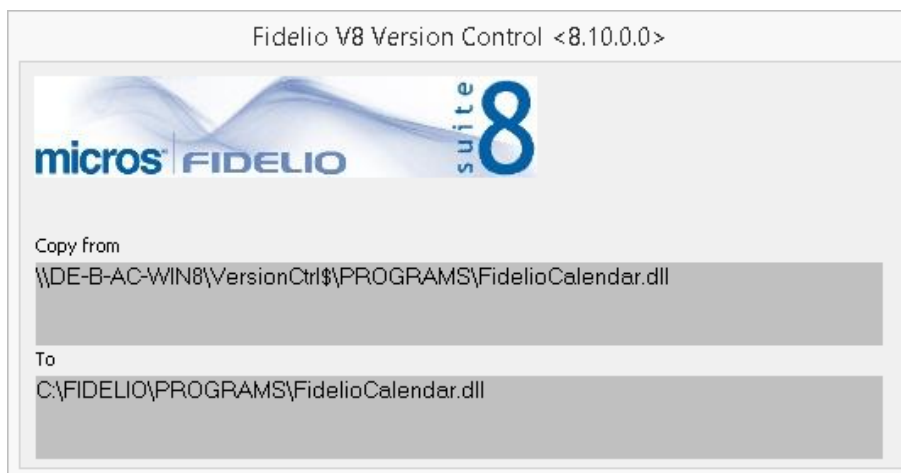 Fidelio V8 Version Control <8.10.0.0>
micros FIDELIO suite 8
Copy from
\\DE-B-AC-WIN8\VersionCtrl$\PROGRAMS\FidelioCalendar.dll
To
C:\FIDELIO\PROGRAMS\FidelioCalendar.dll